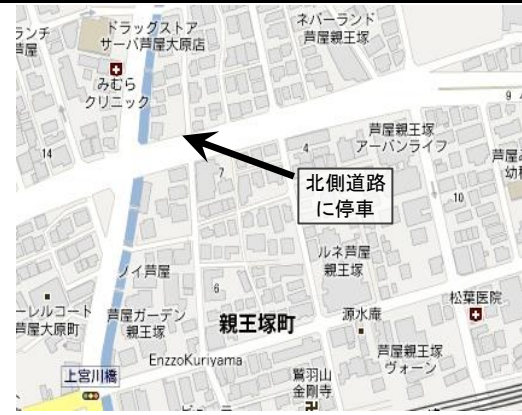 ランチ
芦屋
ドラッグストア
サーバ芦屋大原店
みむら
クリニック
ネバーランド
芦屋親王塚
9
14
7
4
芦屋親王塚
アーバンライフ
北側道路
に停車
10
ノイ芦屋
ルネ芦屋
親王塚
6
ーレルコート
芦屋大原町
芦屋ガーデン
親王塚
親王塚町
源水庵
松葉医院
EnzzoKuriyama
芦屋親王塚
ヴォーン
上宮川橋
鷲羽山
金剛寺